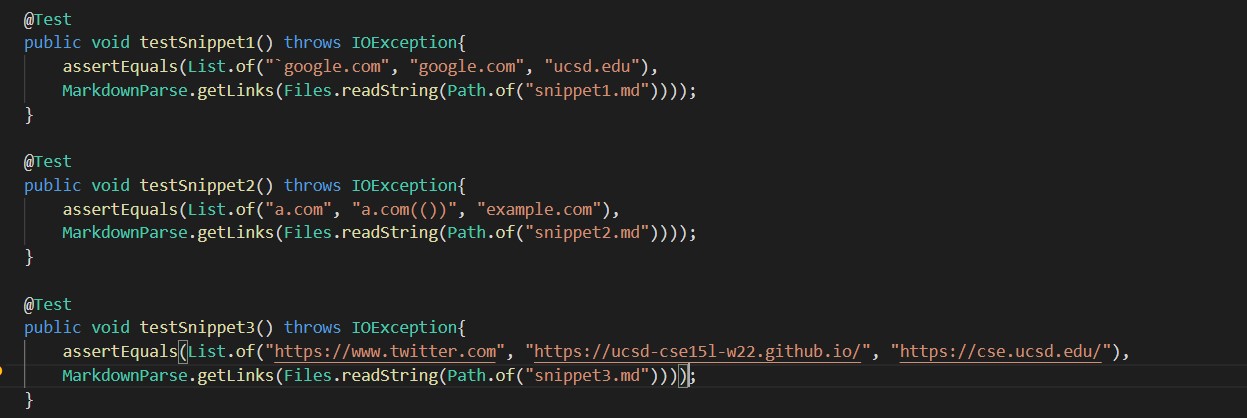 @Test
public void testSnippet1() throws IOException{
    assertEquals(List.of("`google.com", "google.com", "ucsd.edu"),
    MarkdownParse.getLinks(Files.readString(Path.of("snippet1.md"))));
}
@Test
public void testSnippet2() throws IOException{
    assertEquals(List.of("a.com", "a.com(())", "example.com"),
    MarkdownParse.getLinks(Files.readString(Path.of("snippet2.md"))));
}
@Test
public void testSnippet3() throws IOException{
    assertEquals(List.of("https://www.twitter.com", "https://ucsd-cse15l-w22.github.io/", "https://cse.ucsd.edu/"),
    MarkdownParse.getLinks(Files.readString(Path.of("snippet3.md"))));
}